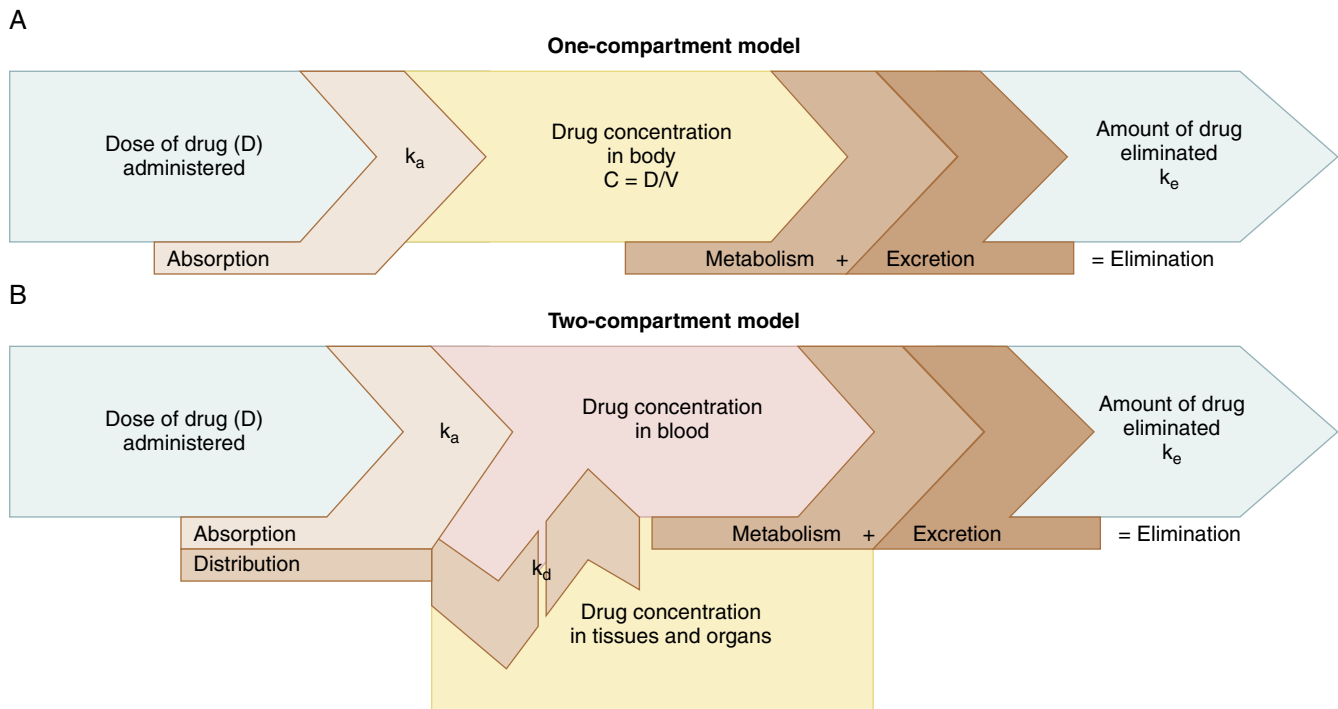 A
One-compartment model
Dose of drug (D)
administered
kₐ
Drug concentration
in body
C = D/V
Amount of drug
eliminated
kₑ
Absorption
Metabolism + Excretion = Elimination
B
Two-compartment model
Dose of drug (D)
administered
kₐ
Drug concentration
in blood
Amount of drug
eliminated
kₑ
Absorption
Metabolism + Excretion = Elimination
Distribution
k_d
Drug concentration
in tissues and organs